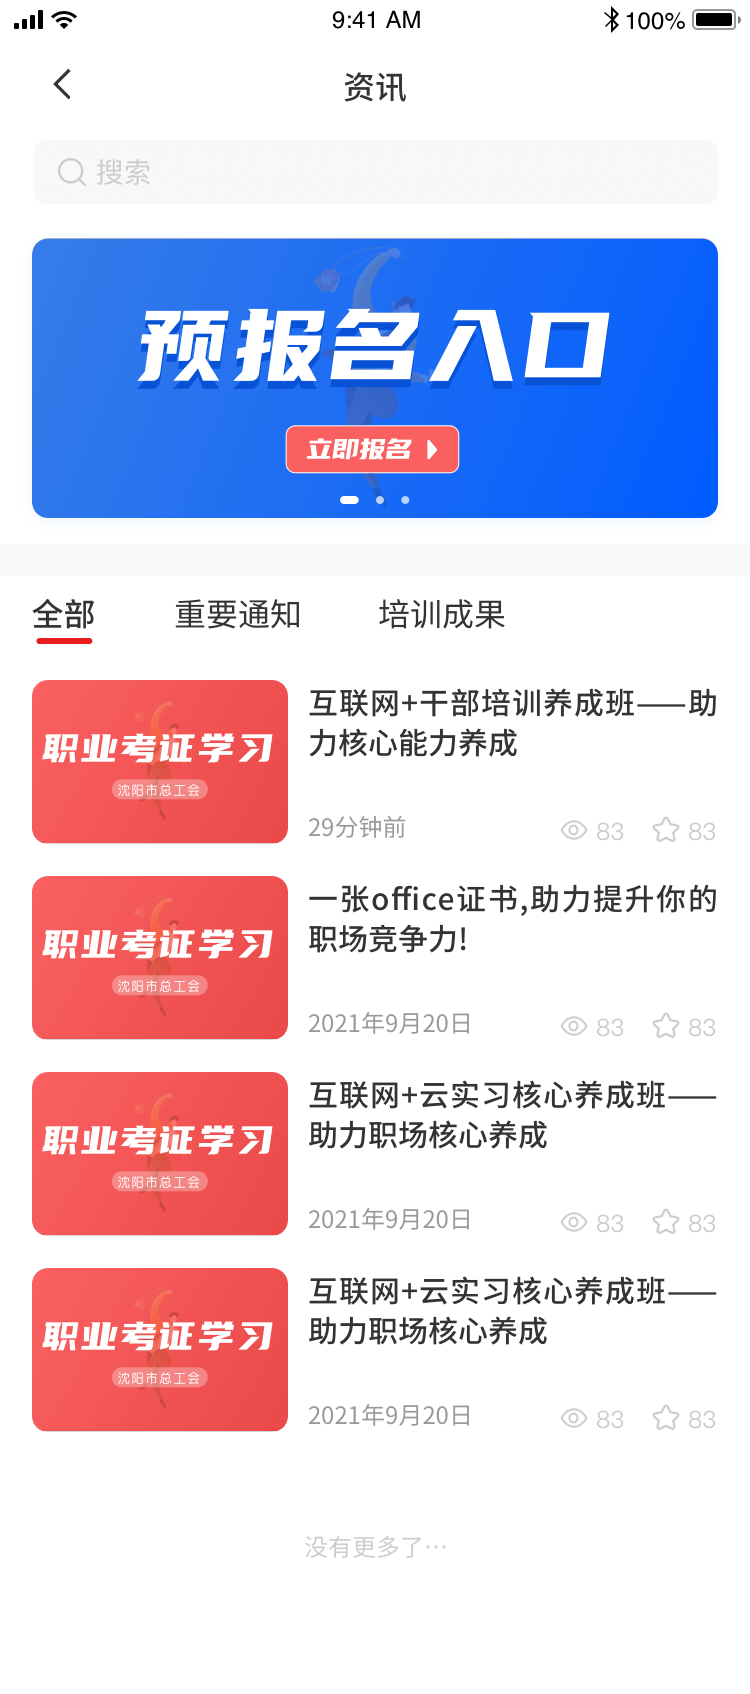 9:41 AM
100%
资讯
搜索
预报名入口
立即报名
全部
重要通知
培训成果
职业考证学习
沈阳市总工会
互联网+干部培训养成班——助
力核心能力养成
29分钟前
83
83
职业考证学习
沈阳市总工会
一张office证书,助力提升你的
职场竞争力!
2021年9月20日
83
83
职业考证学习
沈阳市总工会
互联网+云实习核心养成班——
助力职场核心养成
2021年9月20日
83
83
职业考证学习
沈阳市总工会
互联网+云实习核心养成班——
助力职场核心养成
2021年9月20日
83
83
没有更多了…